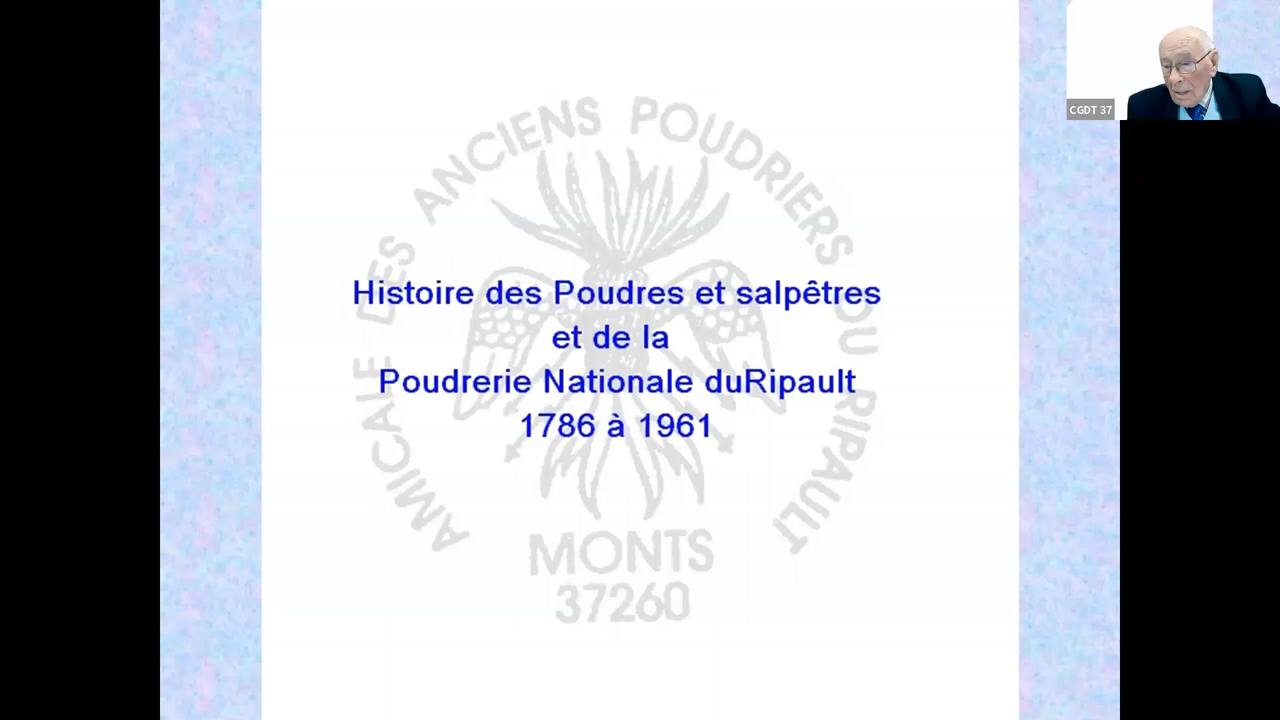 AMICALE DES ANCIENS POUDRIERS DU RIPAULT
Histoire des Poudres et salpêtres
et de la
Poudrerie Nationale duRipault
1786 à 1961
MONTS
37260
CGDT 37